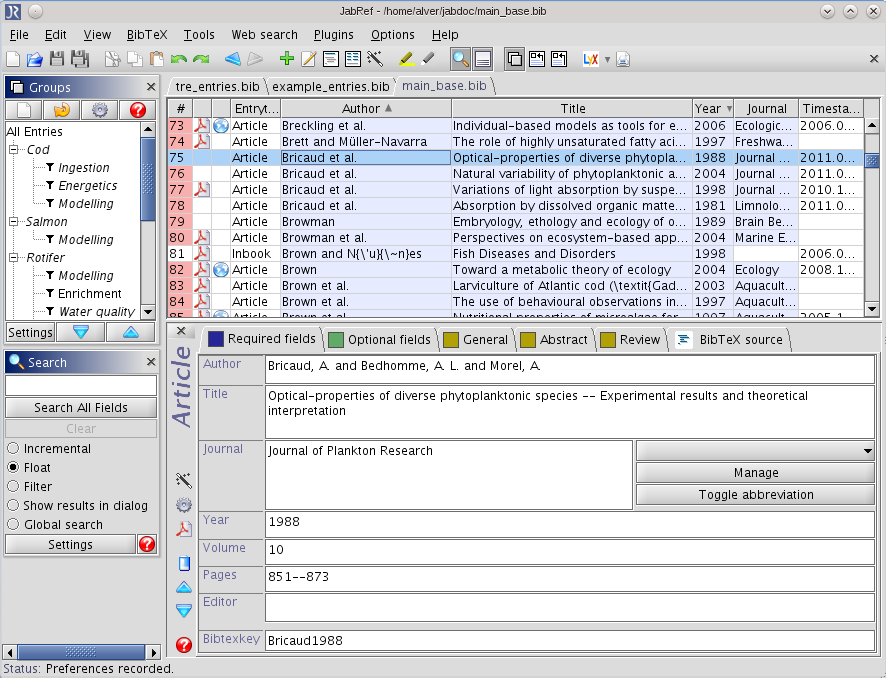 JabRef - /home/alver/jabdoc/main_base.bib
File Edit View BibTeX Tools Web search Plugins Options Help
Groups
tre_entries.bib example_entries.bib main_base.bib
# Entryt... Author Title Year Journal Timesta...
73 Article Breckling et al. Individual-based models as tools for e... 2006 Ecologic... 2006.0...
74 Article Brett and Müller-Navarra The role of highly unsaturated fatty aci... 1997 Freshwa...
75 Article Bricaud et al. Optical-properties of diverse phytopla... 1988 Journal ... 2011.0...
76 Article Bricaud et al. Natural variability of phytoplanktonic a... 2004 Journal ... 2011.0...
77 Article Bricaud et al. Variations of light absorption by suspe... 1998 Journal ... 2010.1...
78 Article Bricaud et al. Absorption by dissolved organic matte... 1981 Limnolo... 2011.0...
79 Article Browman Embryology, ethology and ecology of o... 1989 Brain Be...
80 Article Browman et al. Perspectives on ecosystem-based app... 2004 Marine E...
81 Inbook Brown and N{\'u}{\~n}es Fish Diseases and Disorders 1998 2006.0...
82 Article Brown Toward a metabolic theory of ecology 2004 Ecology 2008.1...
83 Article Brown et al. Larviculture of Atlantic cod (\textit{Gad... 2003 Aquacult...
84 Article Brown et al. The use of behavioural observations in... 1997 Aquacult...
85 Article Brown et al. Nutritional properties of microalgae for... 1997 Aquacult... 2005.1...
All Entries
Cod
Ingestion
Energetics
Modelling
Salmon
Modelling
Rotifer
Modelling
Enrichment
Water quality
Settings
Search
Search All Fields
Clear
Incremental
Float
Filter
Show results in dialog
Global search
Settings
Article
Required fields Optional fields General Abstract Review BibTeX source
Author Bricaud, A. and Bedhomme, A. L. and Morel, A.
Title Optical-properties of diverse phytoplanktonic species -- Experimental results and theoretical
interpretation
Journal Journal of Plankton Research
Manage
Toggle abbreviation
Year 1988
Volume 10
Pages 851--873
Editor
Bibtexkey Bricaud1988
Status: Preferences recorded.